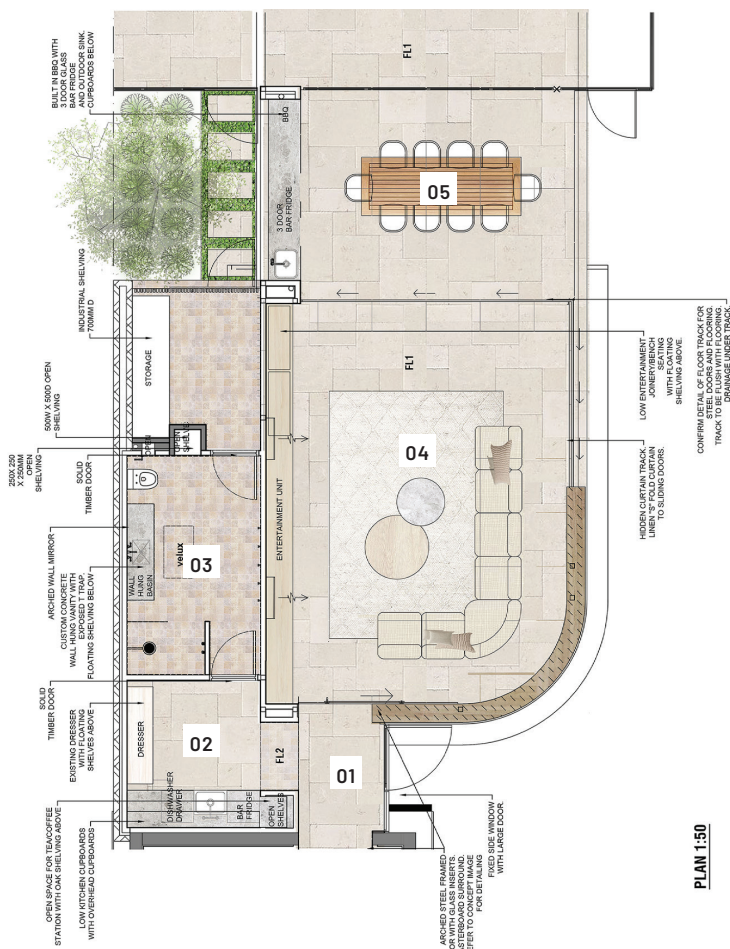 BUILT IN BBQ WITH
3 DOOR GLASS
BAR FRIDGE
AND OUTDOOR SINK.
CUPBOARDS BELOW
INDUSTRIAL SHELVING
700MM D
500W X 500D OPEN
SHELVING
250X 250
X 250MM
OPEN
SHELVING
SOLID
TIMBER DOOR
ARCHED WALL MIRROR
CUSTOM CONCRETE
WALL HUNG VANITY WITH
EXPOSED T TRAP.
FLOATING SHELVING BELOW
SOLID
TIMBER DOOR
EXISTING DRESSER
WITH FLOATING
SHELVES ABOVE
OPEN SPACE FOR TEA/COFFEE
STATION WITH OAK SHELVING ABOVE
LOW KITCHEN CUPBOARDS
WITH OVERHEAD CUPBOARDS
FL1
BBQ
3 DOOR
BAR FRIDGE
05
STORAGE
OPEN
OPEN
SHELVS
FL1
04
ENTERTAINMENT UNIT
WALL
HUNG
BASIN
velux
03
DRESSER
02
DISHWASHER
DRAWER
BAR
FRIDGE
OPEN
SHELVES
FL2
01
LOW ENTERTAINMENT
JOINERY/BENCH
SEATING
WITH FLOATING
SHELVING ABOVE.
CONFIRM DETAIL OF FLOOR TRACK FOR
STEEL DOORS AND FLOORING.
TRACK TO BE FLUSH WITH FLOORING.
DRAINAGE UNDER TRACK.
HIDDEN CURTAIN TRACK.
LINEN "S" FOLD CURTAIN
TO SLIDING DOORS.
FIXED SIDE WINDOW
WITH LARGE DOOR.
ARCHED STEEL FRAMED
OR WITH GLASS INSERTS.
ASTERBOARD SURROUND.
EFER TO CONCEPT IMAGE
FOR DETAILING
PLAN 1:50